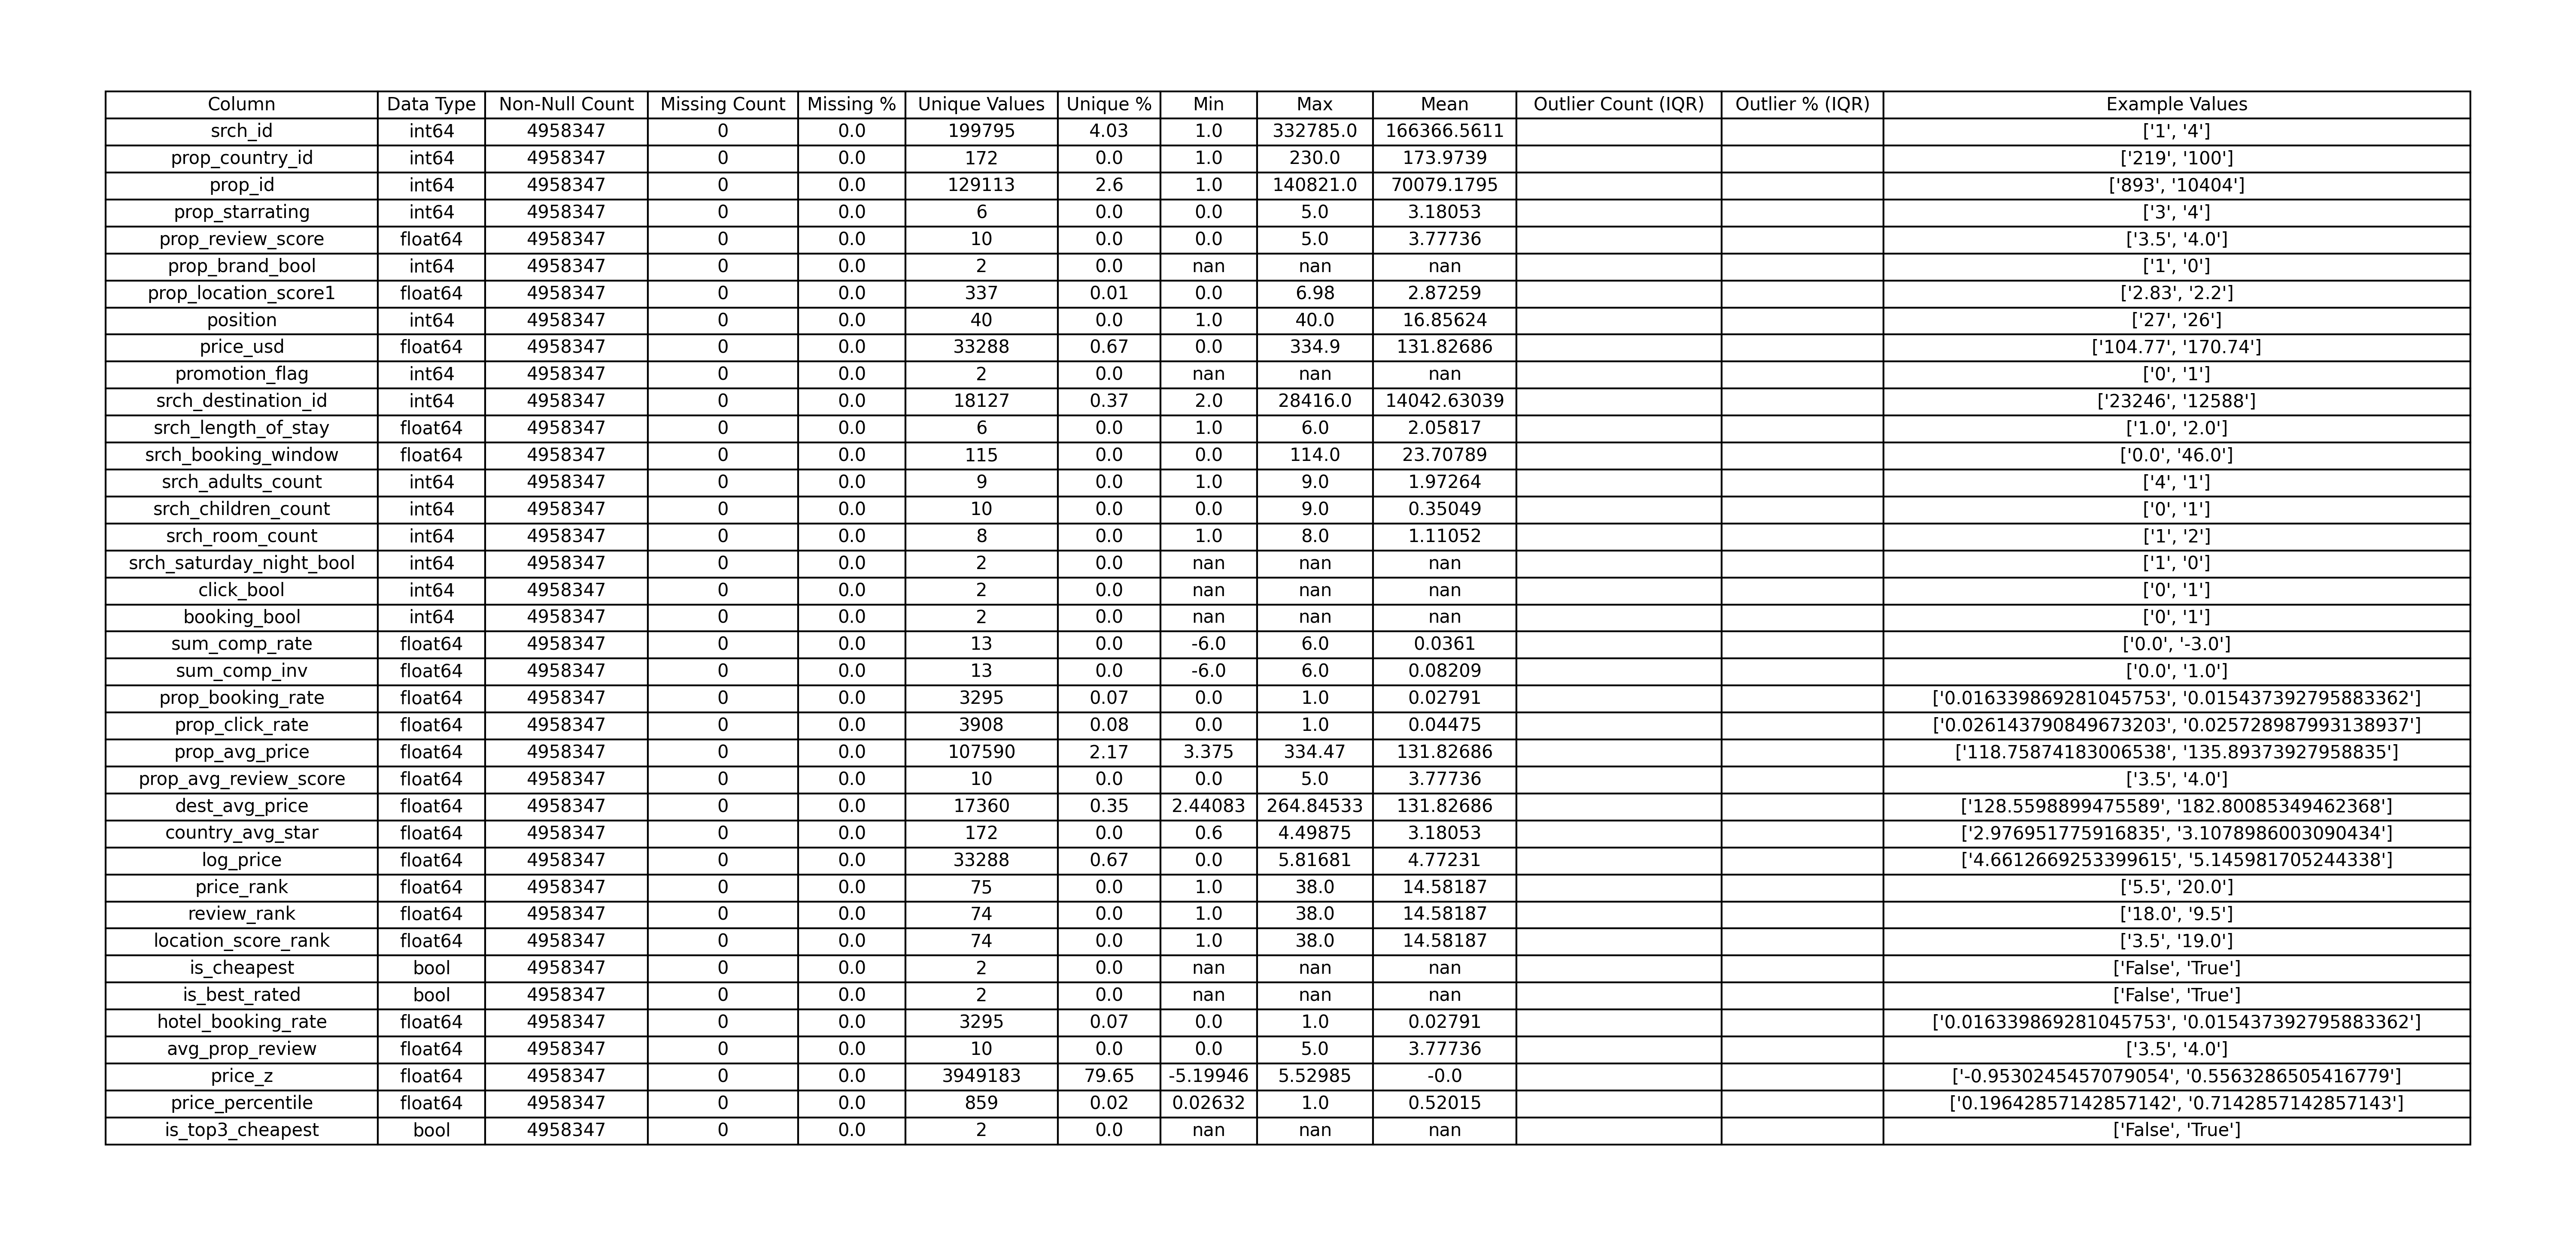 Column Data Type Non-Null Count Missing Count Missing % Unique Values Unique % Min Max Mean Outlier Count (IQR) Outlier % (IQR) Example Values
srch_id int64 4958347 0 0.0 199795 4.03 1.0 332785.0 166366.5611 ['1', '4']
prop_country_id int64 4958347 0 0.0 172 0.0 1.0 230.0 173.9739 ['219', '100']
prop_id int64 4958347 0 0.0 129113 2.6 1.0 140821.0 70079.1795 ['893', '10404']
prop_starrating int64 4958347 0 0.0 6 0.0 0.0 5.0 3.18053 ['3', '4']
prop_review_score float64 4958347 0 0.0 10 0.0 0.0 5.0 3.77736 ['3.5', '4.0']
prop_brand_bool int64 4958347 0 0.0 2 0.0 nan nan nan ['1', '0']
prop_location_score1 float64 4958347 0 0.0 337 0.01 0.0 6.98 2.87259 ['2.83', '2.2']
position int64 4958347 0 0.0 40 0.0 1.0 40.0 16.85624 ['27', '26']
price_usd float64 4958347 0 0.0 33288 0.67 0.0 334.9 131.82686 ['104.77', '170.74']
promotion_flag int64 4958347 0 0.0 2 0.0 nan nan nan ['0', '1']
srch_destination_id int64 4958347 0 0.0 18127 0.37 2.0 28416.0 14042.63039 ['23246', '12588']
srch_length_of_stay float64 4958347 0 0.0 6 0.0 1.0 6.0 2.05817 ['1.0', '2.0']
srch_booking_window float64 4958347 0 0.0 115 0.0 0.0 114.0 23.70789 ['0.0', '46.0']
srch_adults_count int64 4958347 0 0.0 9 0.0 1.0 9.0 1.97264 ['4', '1']
srch_children_count int64 4958347 0 0.0 10 0.0 0.0 9.0 0.35049 ['0', '1']
srch_room_count int64 4958347 0 0.0 8 0.0 1.0 8.0 1.11052 ['1', '2']
srch_saturday_night_bool int64 4958347 0 0.0 2 0.0 nan nan nan ['1', '0']
click_bool int64 4958347 0 0.0 2 0.0 nan nan nan ['0', '1']
booking_bool int64 4958347 0 0.0 2 0.0 nan nan nan ['0', '1']
sum_comp_rate float64 4958347 0 0.0 13 0.0 -6.0 6.0 0.0361 ['0.0', '-3.0']
sum_comp_inv float64 4958347 0 0.0 13 0.0 -6.0 6.0 0.08209 ['0.0', '1.0']
prop_booking_rate float64 4958347 0 0.0 3295 0.07 0.0 1.0 0.02791 ['0.016339869281045753', '0.015437392795883362']
prop_click_rate float64 4958347 0 0.0 3908 0.08 0.0 1.0 0.04475 ['0.026143790849673203', '0.025728987993138937']
prop_avg_price float64 4958347 0 0.0 107590 2.17 3.375 334.47 131.82686 ['118.75874183006538', '135.89373927958835']
prop_avg_review_score float64 4958347 0 0.0 10 0.0 0.0 5.0 3.77736 ['3.5', '4.0']
dest_avg_price float64 4958347 0 0.0 17360 0.35 2.44083 264.84533 131.82686 ['128.5598899475589', '182.80085349462368']
country_avg_star float64 4958347 0 0.0 172 0.0 0.6 4.49875 3.18053 ['2.976951775916835', '3.1078986003090434']
log_price float64 4958347 0 0.0 33288 0.67 0.0 5.81681 4.77231 ['4.6612669253399615', '5.145981705244338']
price_rank float64 4958347 0 0.0 75 0.0 1.0 38.0 14.58187 ['5.5', '20.0']
review_rank float64 4958347 0 0.0 74 0.0 1.0 38.0 14.58187 ['18.0', '9.5']
location_score_rank float64 4958347 0 0.0 74 0.0 1.0 38.0 14.58187 ['3.5', '19.0']
is_cheapest bool 4958347 0 0.0 2 0.0 nan nan nan ['False', 'True']
is_best_rated bool 4958347 0 0.0 2 0.0 nan nan nan ['False', 'True']
hotel_booking_rate float64 4958347 0 0.0 3295 0.07 0.0 1.0 0.02791 ['0.016339869281045753', '0.015437392795883362']
avg_prop_review float64 4958347 0 0.0 10 0.0 0.0 5.0 3.77736 ['3.5', '4.0']
price_z float64 4958347 0 0.0 3949183 79.65 -5.19946 5.52985 -0.0 ['-0.9530245457079054', '0.5563286505416779']
price_percentile float64 4958347 0 0.0 859 0.02 0.02632 1.0 0.52015 ['0.19642857142857142', '0.7142857142857143']
is_top3_cheapest bool 4958347 0 0.0 2 0.0 nan nan nan ['False', 'True']